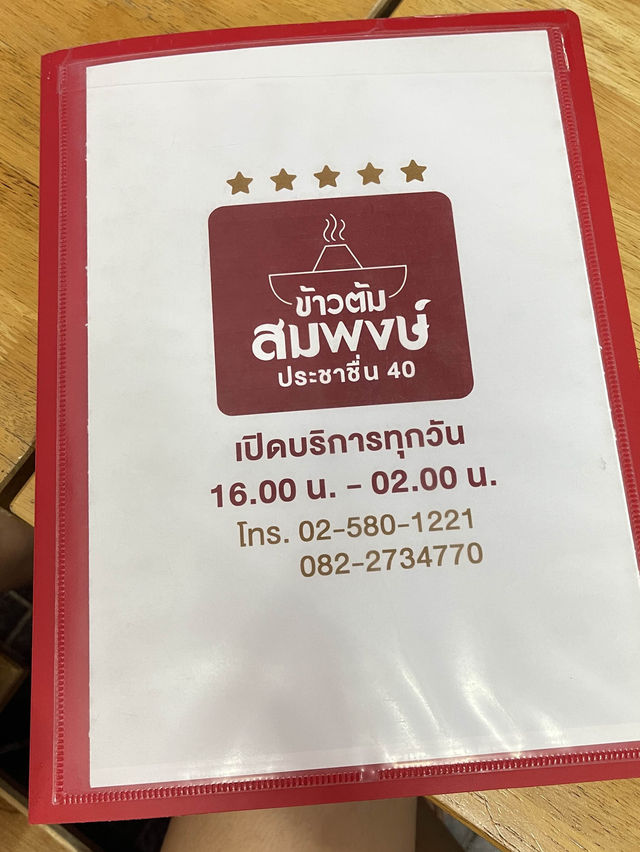 ข้าวต้ม
สมพงษ์
ประชาชื่น 40
เปิดบริการทุกวัน
16.00 น. - 02.00 น.
โทร. 02-580-1221
082-2734770